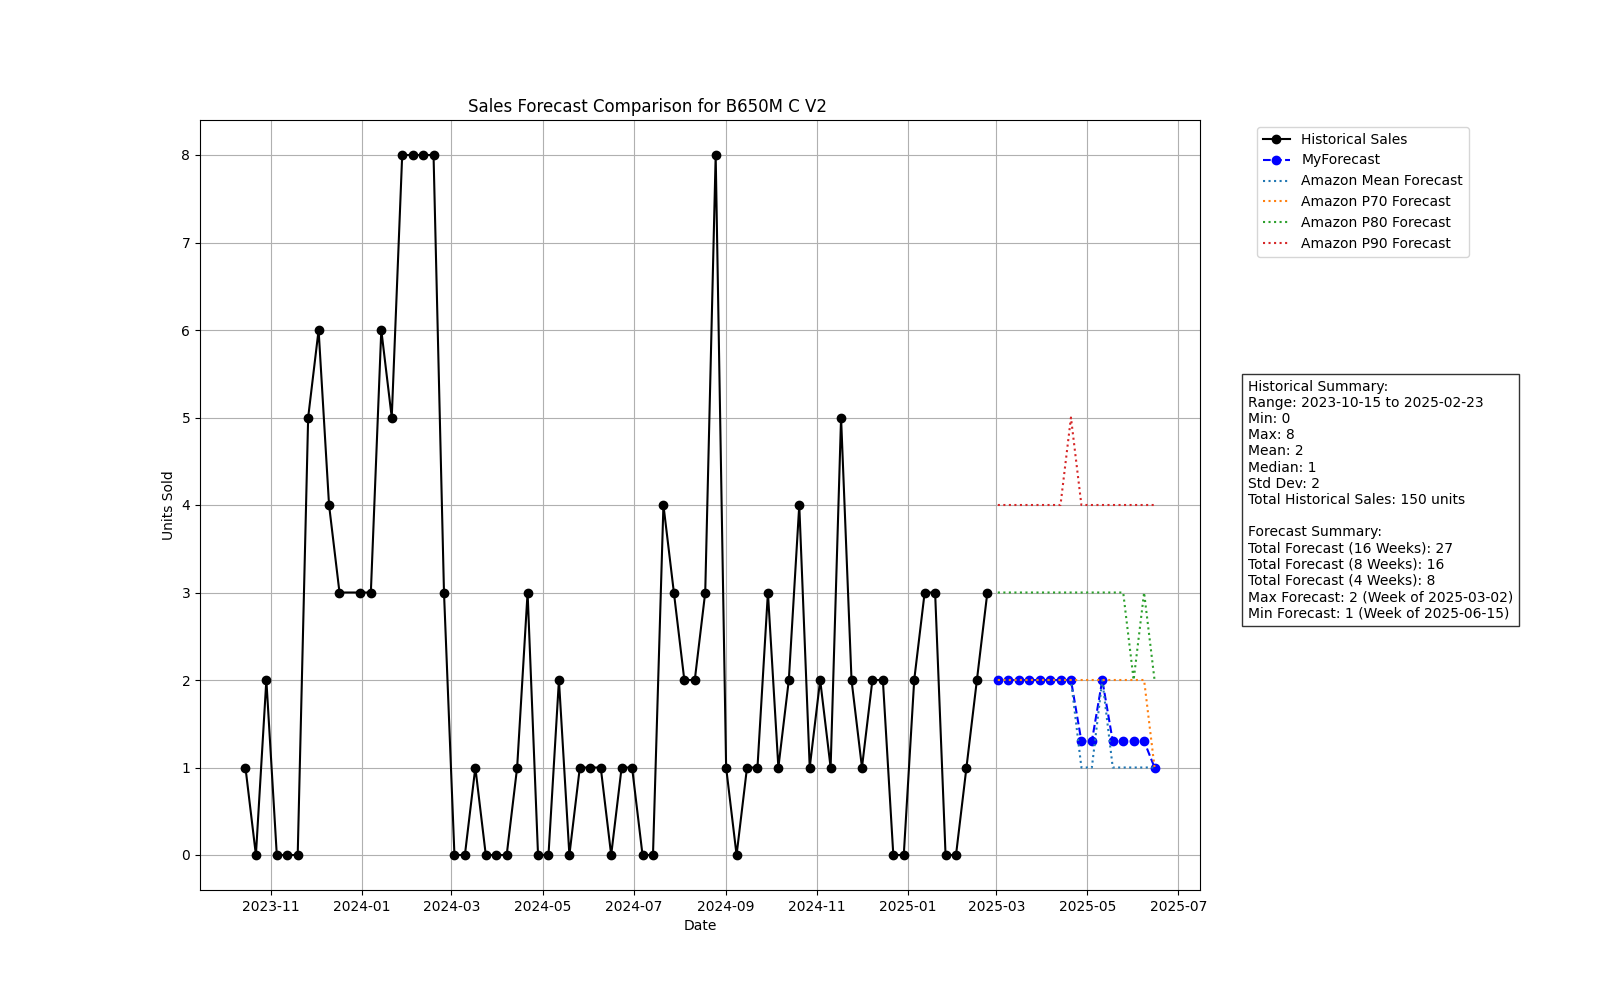 Sales Forecast Comparison for B650M C V2
Units Sold
8
7
6
5
4
3
2
1
0
2023-11
2024-01
2024-03
2024-05
2024-07
2024-09
2024-11
2025-01
2025-03
2025-05
2025-07
Date
Historical Sales
MyForecast
Amazon Mean Forecast
Amazon P70 Forecast
Amazon P80 Forecast
Amazon P90 Forecast
Historical Summary:
Range: 2023-10-15 to 2025-02-23
Min: 0
Max: 8
Mean: 2
Median: 1
Std Dev: 2
Total Historical Sales: 150 units
Forecast Summary:
Total Forecast (16 Weeks): 27
Total Forecast (8 Weeks): 16
Total Forecast (4 Weeks): 8
Max Forecast: 2 (Week of 2025-03-02)
Min Forecast: 1 (Week of 2025-06-15)